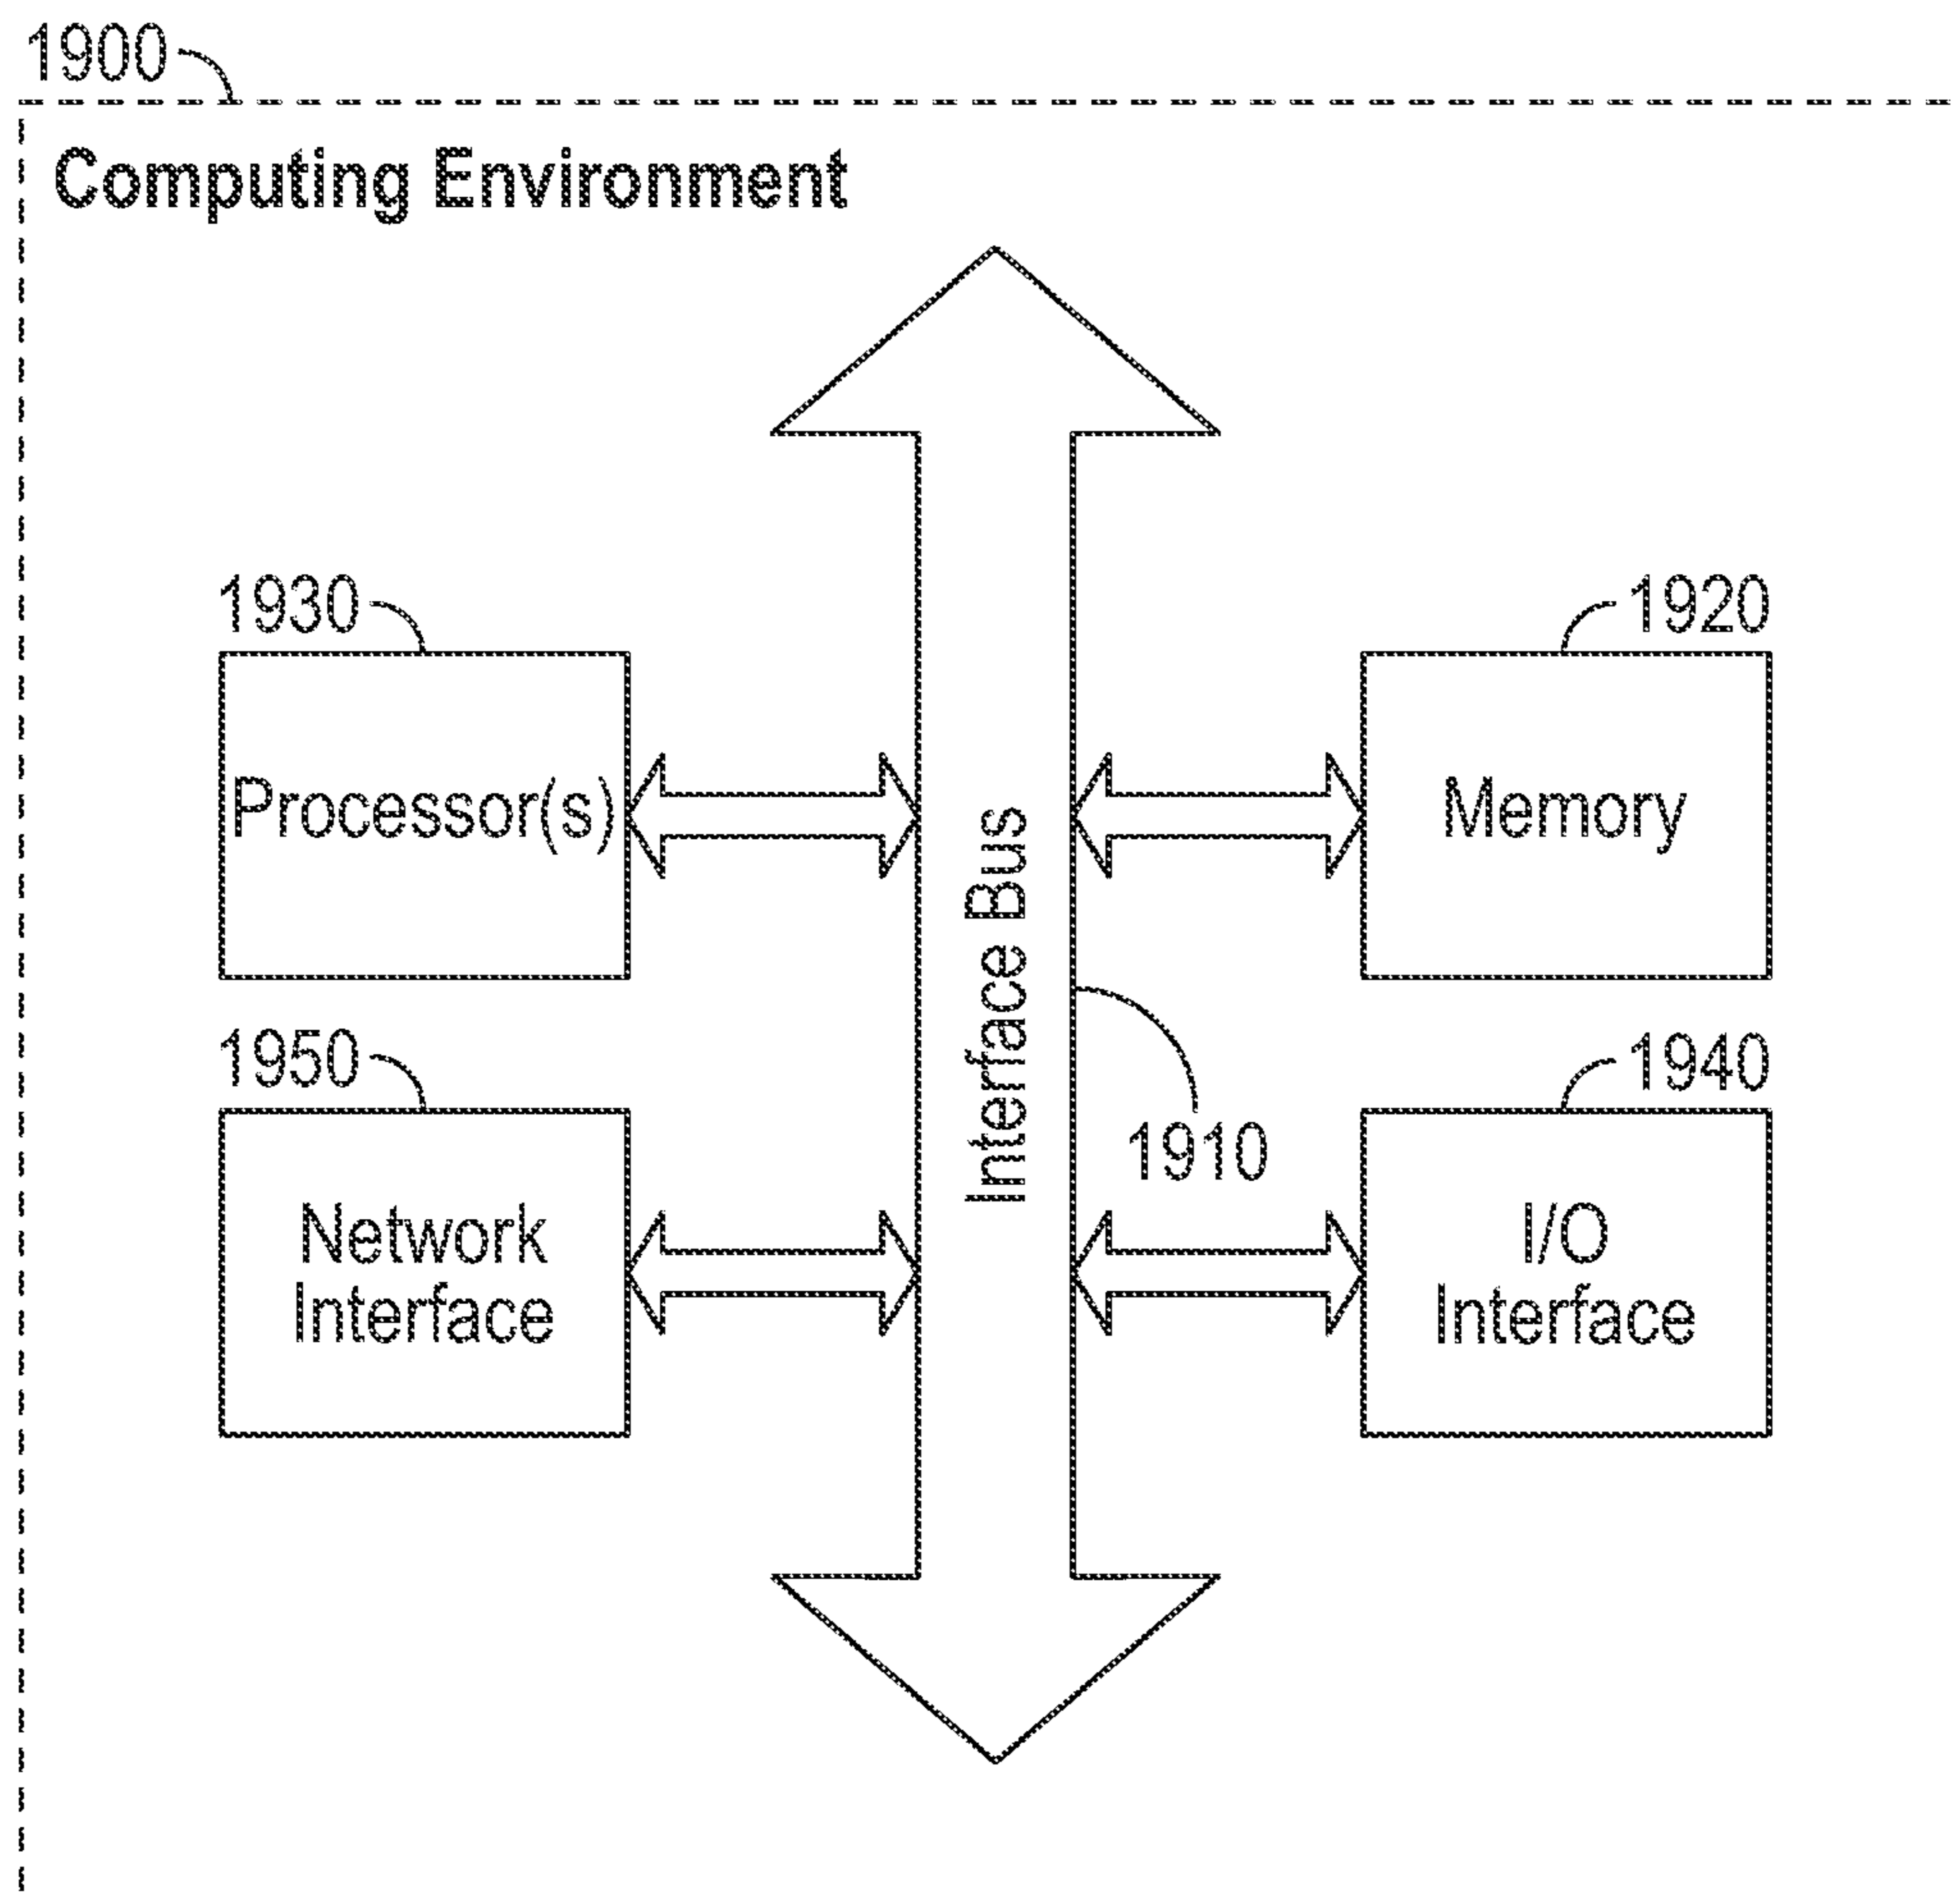 1900
Computing Environment
1930
1920
Processor(s)
Memory
Interface Bus
1950
1940
1910
Network
Interface
I/O
Interface